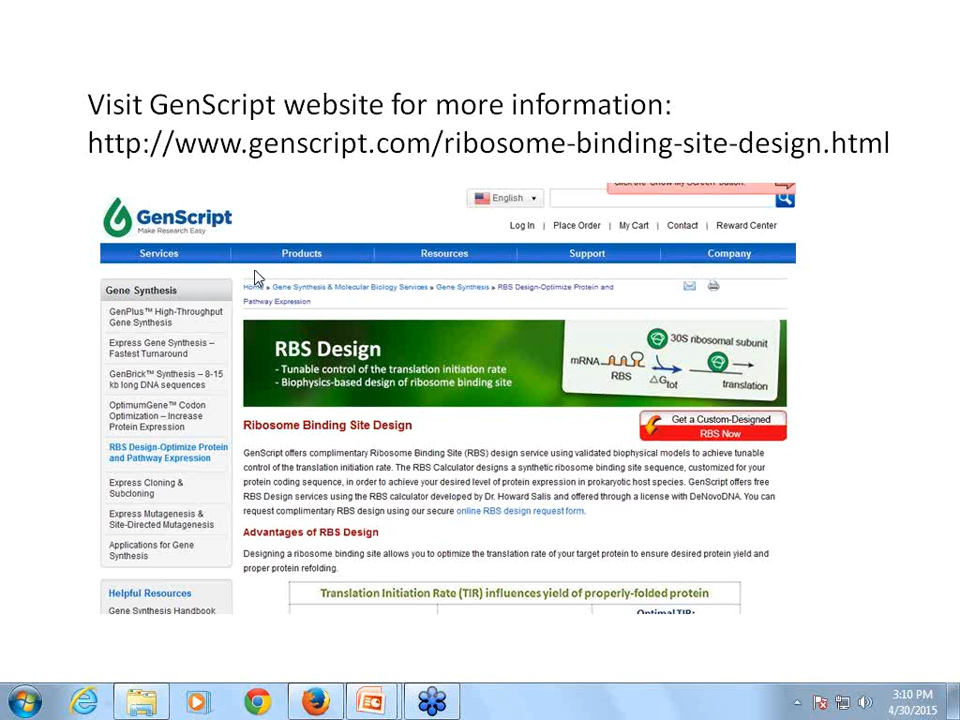 Visit GenScript website for more information:
http://www.genscript.com/ribosome-binding-site-design.html
English
GenScript
Make Research Easy
Log In | Place Order | My Cart | Contact | Reward Center
Services | Products | Resources | Support | Company
Gene Synthesis
GenPlus™ High-Throughput
Gene Synthesis
Express Gene Synthesis –
Fastest Turnaround
GenBrick™ Synthesis – 8-15
kb long DNA sequences
OptimumGene™ Codon
Optimization – Increase
Protein Expression
RBS Design-Optimize Protein
and Pathway Expression
Express Cloning &
Subcloning
Express Mutagenesis &
Site-Directed Mutagenesis
Applications for Gene
Synthesis
Helpful Resources
Gene Synthesis Handbook
Home » Gene Synthesis & Molecular Biology Services » Gene Synthesis » RBS Design-Optimize Protein and
Pathway Expression
RBS Design
- Tunable control of the translation initiation rate
- Biophysics-based design of ribosome binding site
30S ribosomal subunit
mRNA
RBS
ΔGtot
translation
Ribosome Binding Site Design
Get a Custom-Designed
RBS Now
GenScript offers complimentary Ribosome Binding Site (RBS) design service using validated biophysical models to achieve tunable
control of the translation initiation rate. The RBS Calculator designs a synthetic ribosome binding site sequence, customized for your
protein coding sequence, in order to achieve your desired level of protein expression in prokaryotic host species. GenScript offers free
RBS Design services using the RBS calculator developed by Dr. Howard Salis and offered through a license with DeNovoDNA. You can
request complimentary RBS design using our secure online RBS design request form.
Advantages of RBS Design
Designing a ribosome binding site allows you to optimize the translation rate of your target protein to ensure desired protein yield and
proper protein refolding.
Translation Initiation Rate (TIR) influences yield of properly-folded protein
Optimal TIR:
3:10 PM
4/30/2015